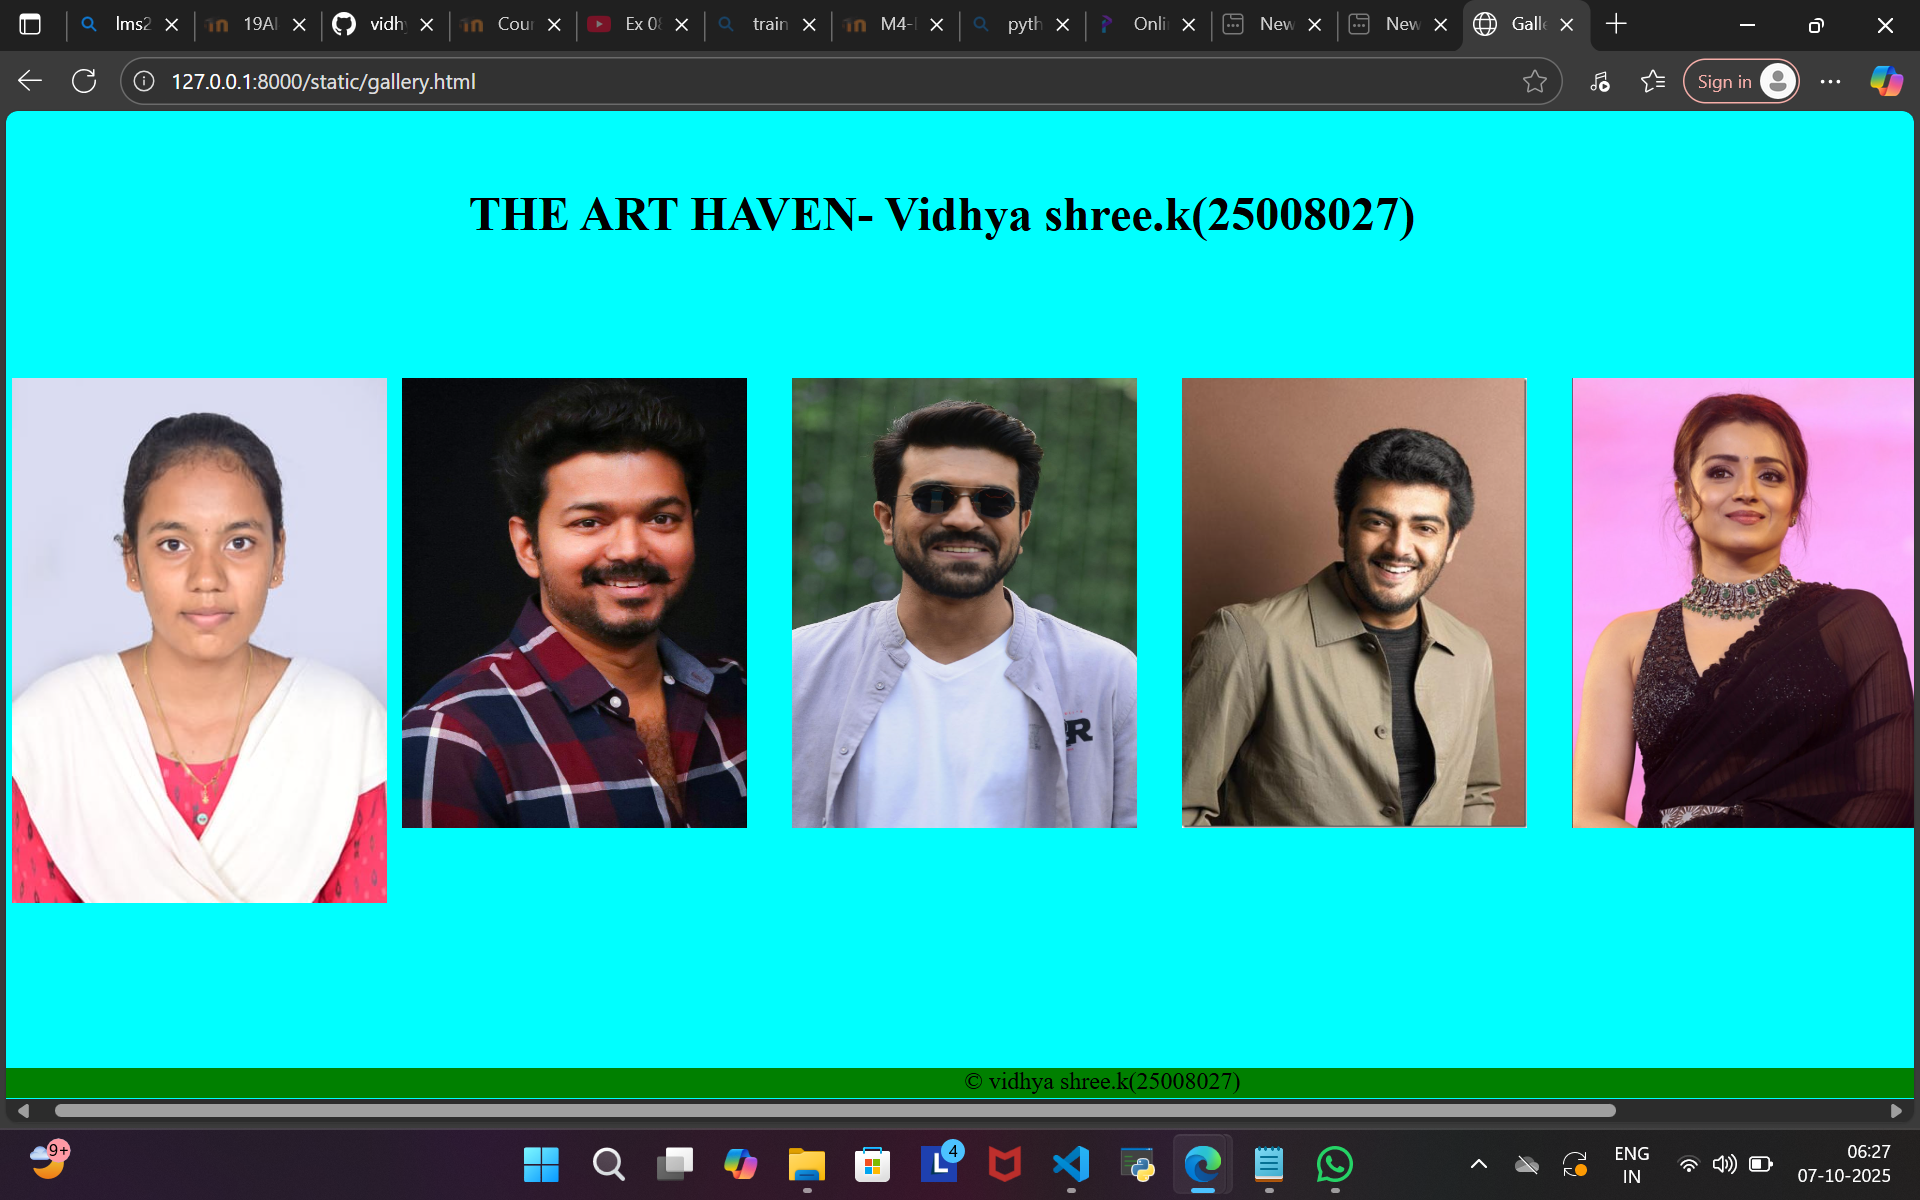 lms2
19AI
vidh
Cour
Ex 08
train
M4-
pyth
Onli
New
New
Galle
127.0.0.1:8000/static/gallery.html
Sign in
THE ART HAVEN- Vidhya shree.k(25008027)
R
© vidhya shree.k(25008027)
9+
L
4
ENG
IN
06:27
07-10-2025